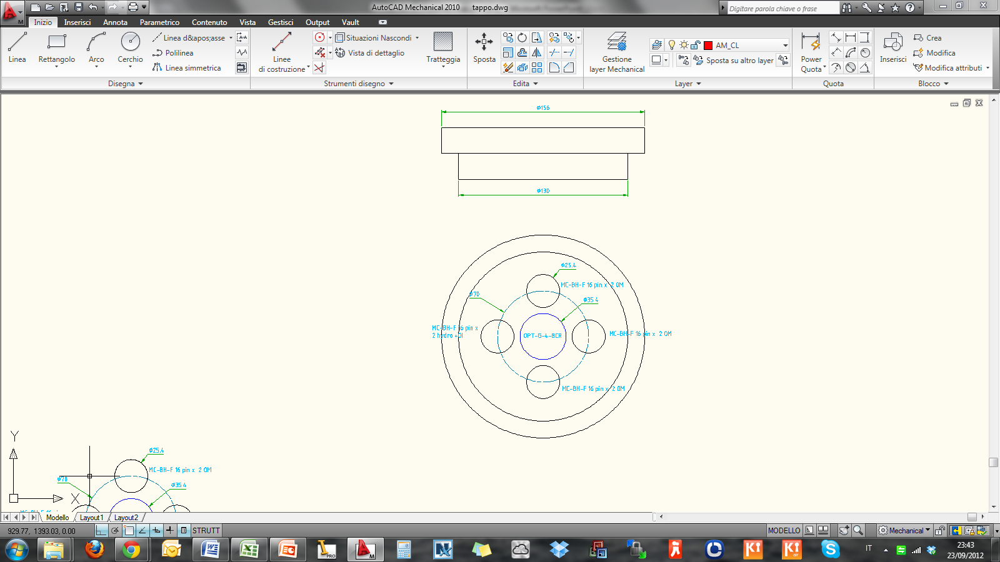 AutoCAD Mechanical 2010 tappo.dwg
Digitare parola chiave o frase
M
Inizio Inserisci Annota Parametrico Contenuto Vista Gestisci Output Vault
Linea
Rettangolo
Arco
Cerchio
Linea d&apos;asse
Polilinea
Linea simmetrica
Linee
di costruzione
Situazioni Nascondi
Vista di dettaglio
Tratteggia
Sposta
Gestione
layer Mechanical
AM_CL
Sposta su altro layer
Power
Quota
Inserisci
Crea
Modifica
Modifica attributi
Disegna Strumenti disegno Edita Layer Quota Blocco
ø156
ø130
ø25.4
MC-BH-F 16 pin x 2 OM
ø70
ø35.4
MC-BH-F 16 pin x
2 hydro +OI
OPT-G-4-BCR
MC-BH-F 16 pin x 2 OM
MC-BH-F 16 pin x 2 OM
Y
X
ø25.4
MC-BH-F 16 pin x 2 OM
ø70
ø35.4
Modello Layout1 Layout2
929.77, 1393.03, 0.00
STRUTT
MODELLO
Mechanical
PRO
M
Ki
Ki
air
IT
23:43
23/09/2012